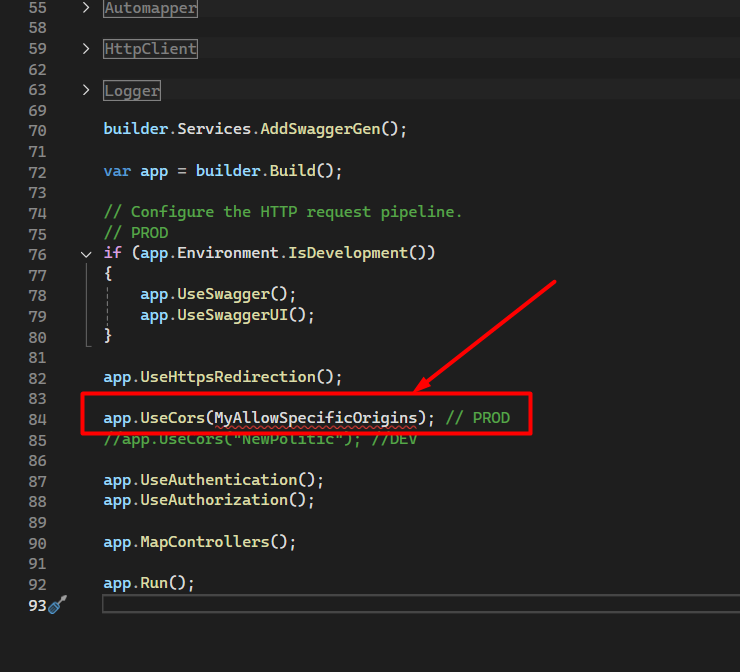 55 > Automapper
58
59 > HttpClient
62
63 > Logger
69
70 builder.Services.AddSwaggerGen();
71
72 var app = builder.Build();
73
74 // Configure the HTTP request pipeline.
75 // PROD
76 if (app.Environment.IsDevelopment())
77 {
78 app.UseSwagger();
79 app.UseSwaggerUI();
80 }
81
82 app.UseHttpsRedirection();
83
84 app.UseCors(MyAllowSpecificOrigins); // PROD
85 //app.UseCors("NewPolitic"); //DEV
86
87 app.UseAuthentication();
88 app.UseAuthorization();
89
90 app.MapControllers();
91
92 app.Run();
93